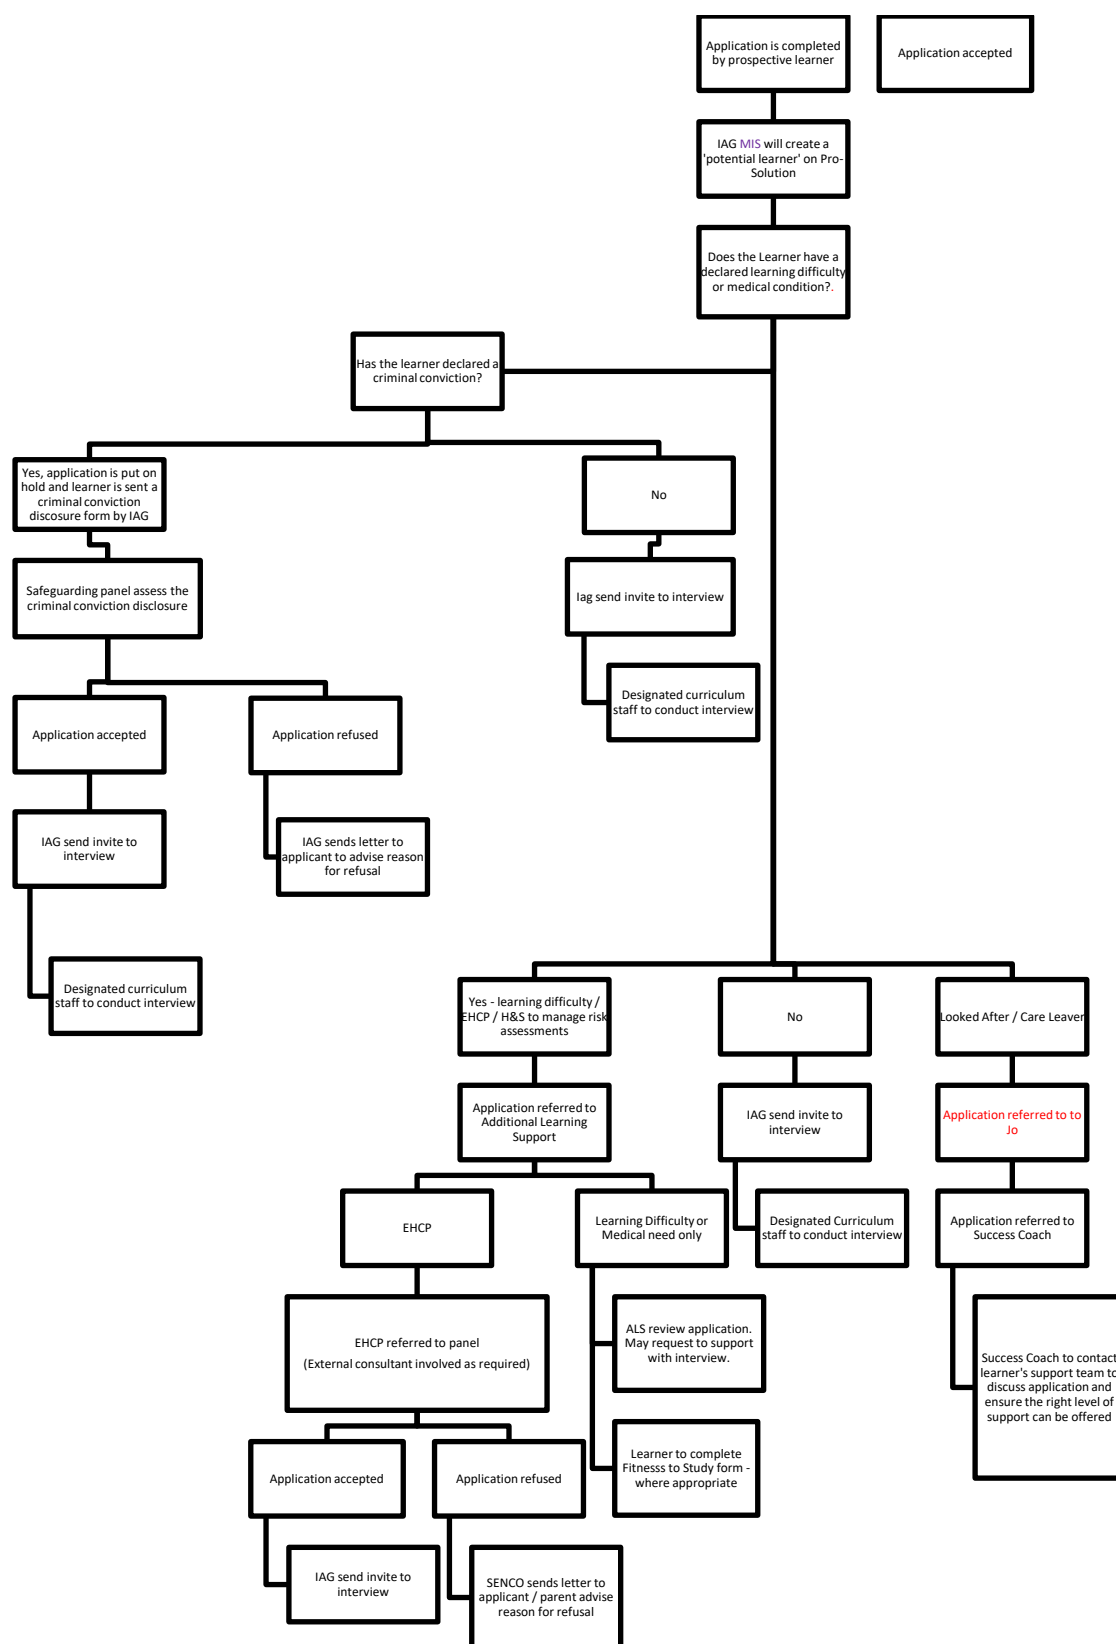 Application is completed
by prospective learner
Application accepted
IAG MIS will create a
'potential learner' on Pro-
Solution
Does the Learner have a
declared learning difficulty
or medical condition?.
Has the learner declared a
criminal conviction?
Yes, application is put on
hold and learner is sent a
criminal conviction
discosure form by IAG
No
Safeguarding panel assess the
criminal conviction disclosure
Iag send invite to interview
Designated curriculum
staff to conduct interview
Application accepted
Application refused
IAG send invite to
interview
IAG sends letter to
applicant to advise reason
for refusal
Designated curriculum
staff to conduct interview
Yes - learning difficulty /
EHCP / H&S to manage risk
assessments
No
Looked After / Care Leaver
Application referred to
Additional Learning
Support
IAG send invite to
interview
Application referred to to
Jo
EHCP
Learning Difficulty or
Medical need only
Designated Curriculum
staff to conduct interview
Application referred to
Success Coach
EHCP referred to panel
(External consultant involved as required)
ALS review application.
May request to support
with interview.
Success Coach to contact
learner's support team to
discuss application and
ensure the right level of
support can be offered
Application accepted
Application refused
Learner to complete
Fitnesss to Study form -
where appropriate
IAG send invite to
interview
SENCO sends letter to
applicant / parent advise
reason for refusal